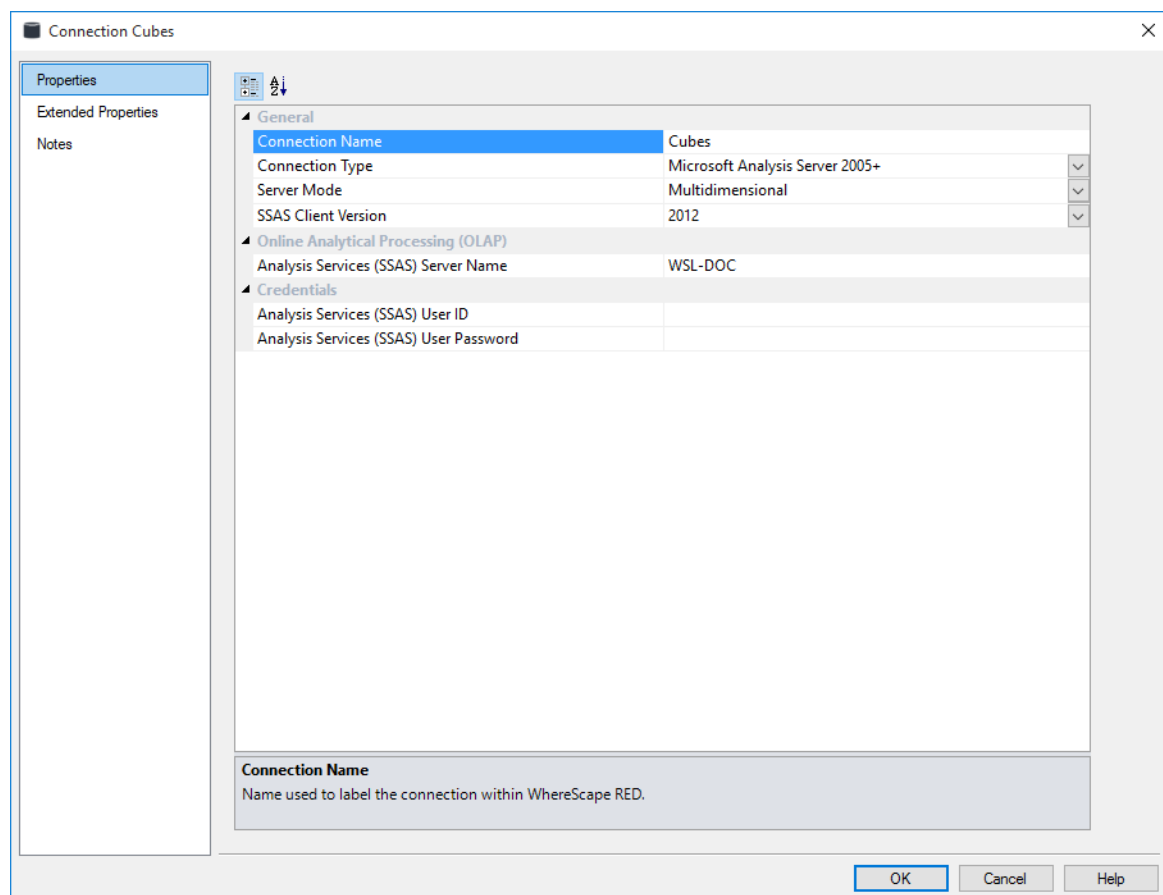 Connection Cubes
Properties
Extended Properties
Notes
General
Connection Name Cubes
Connection Type Microsoft Analysis Server 2005+
Server Mode Multidimensional
SSAS Client Version 2012
Online Analytical Processing (OLAP)
Analysis Services (SSAS) Server Name WSL-DOC
Credentials
Analysis Services (SSAS) User ID
Analysis Services (SSAS) User Password
Connection Name
Name used to label the connection within WhereScape RED.
OK Cancel Help